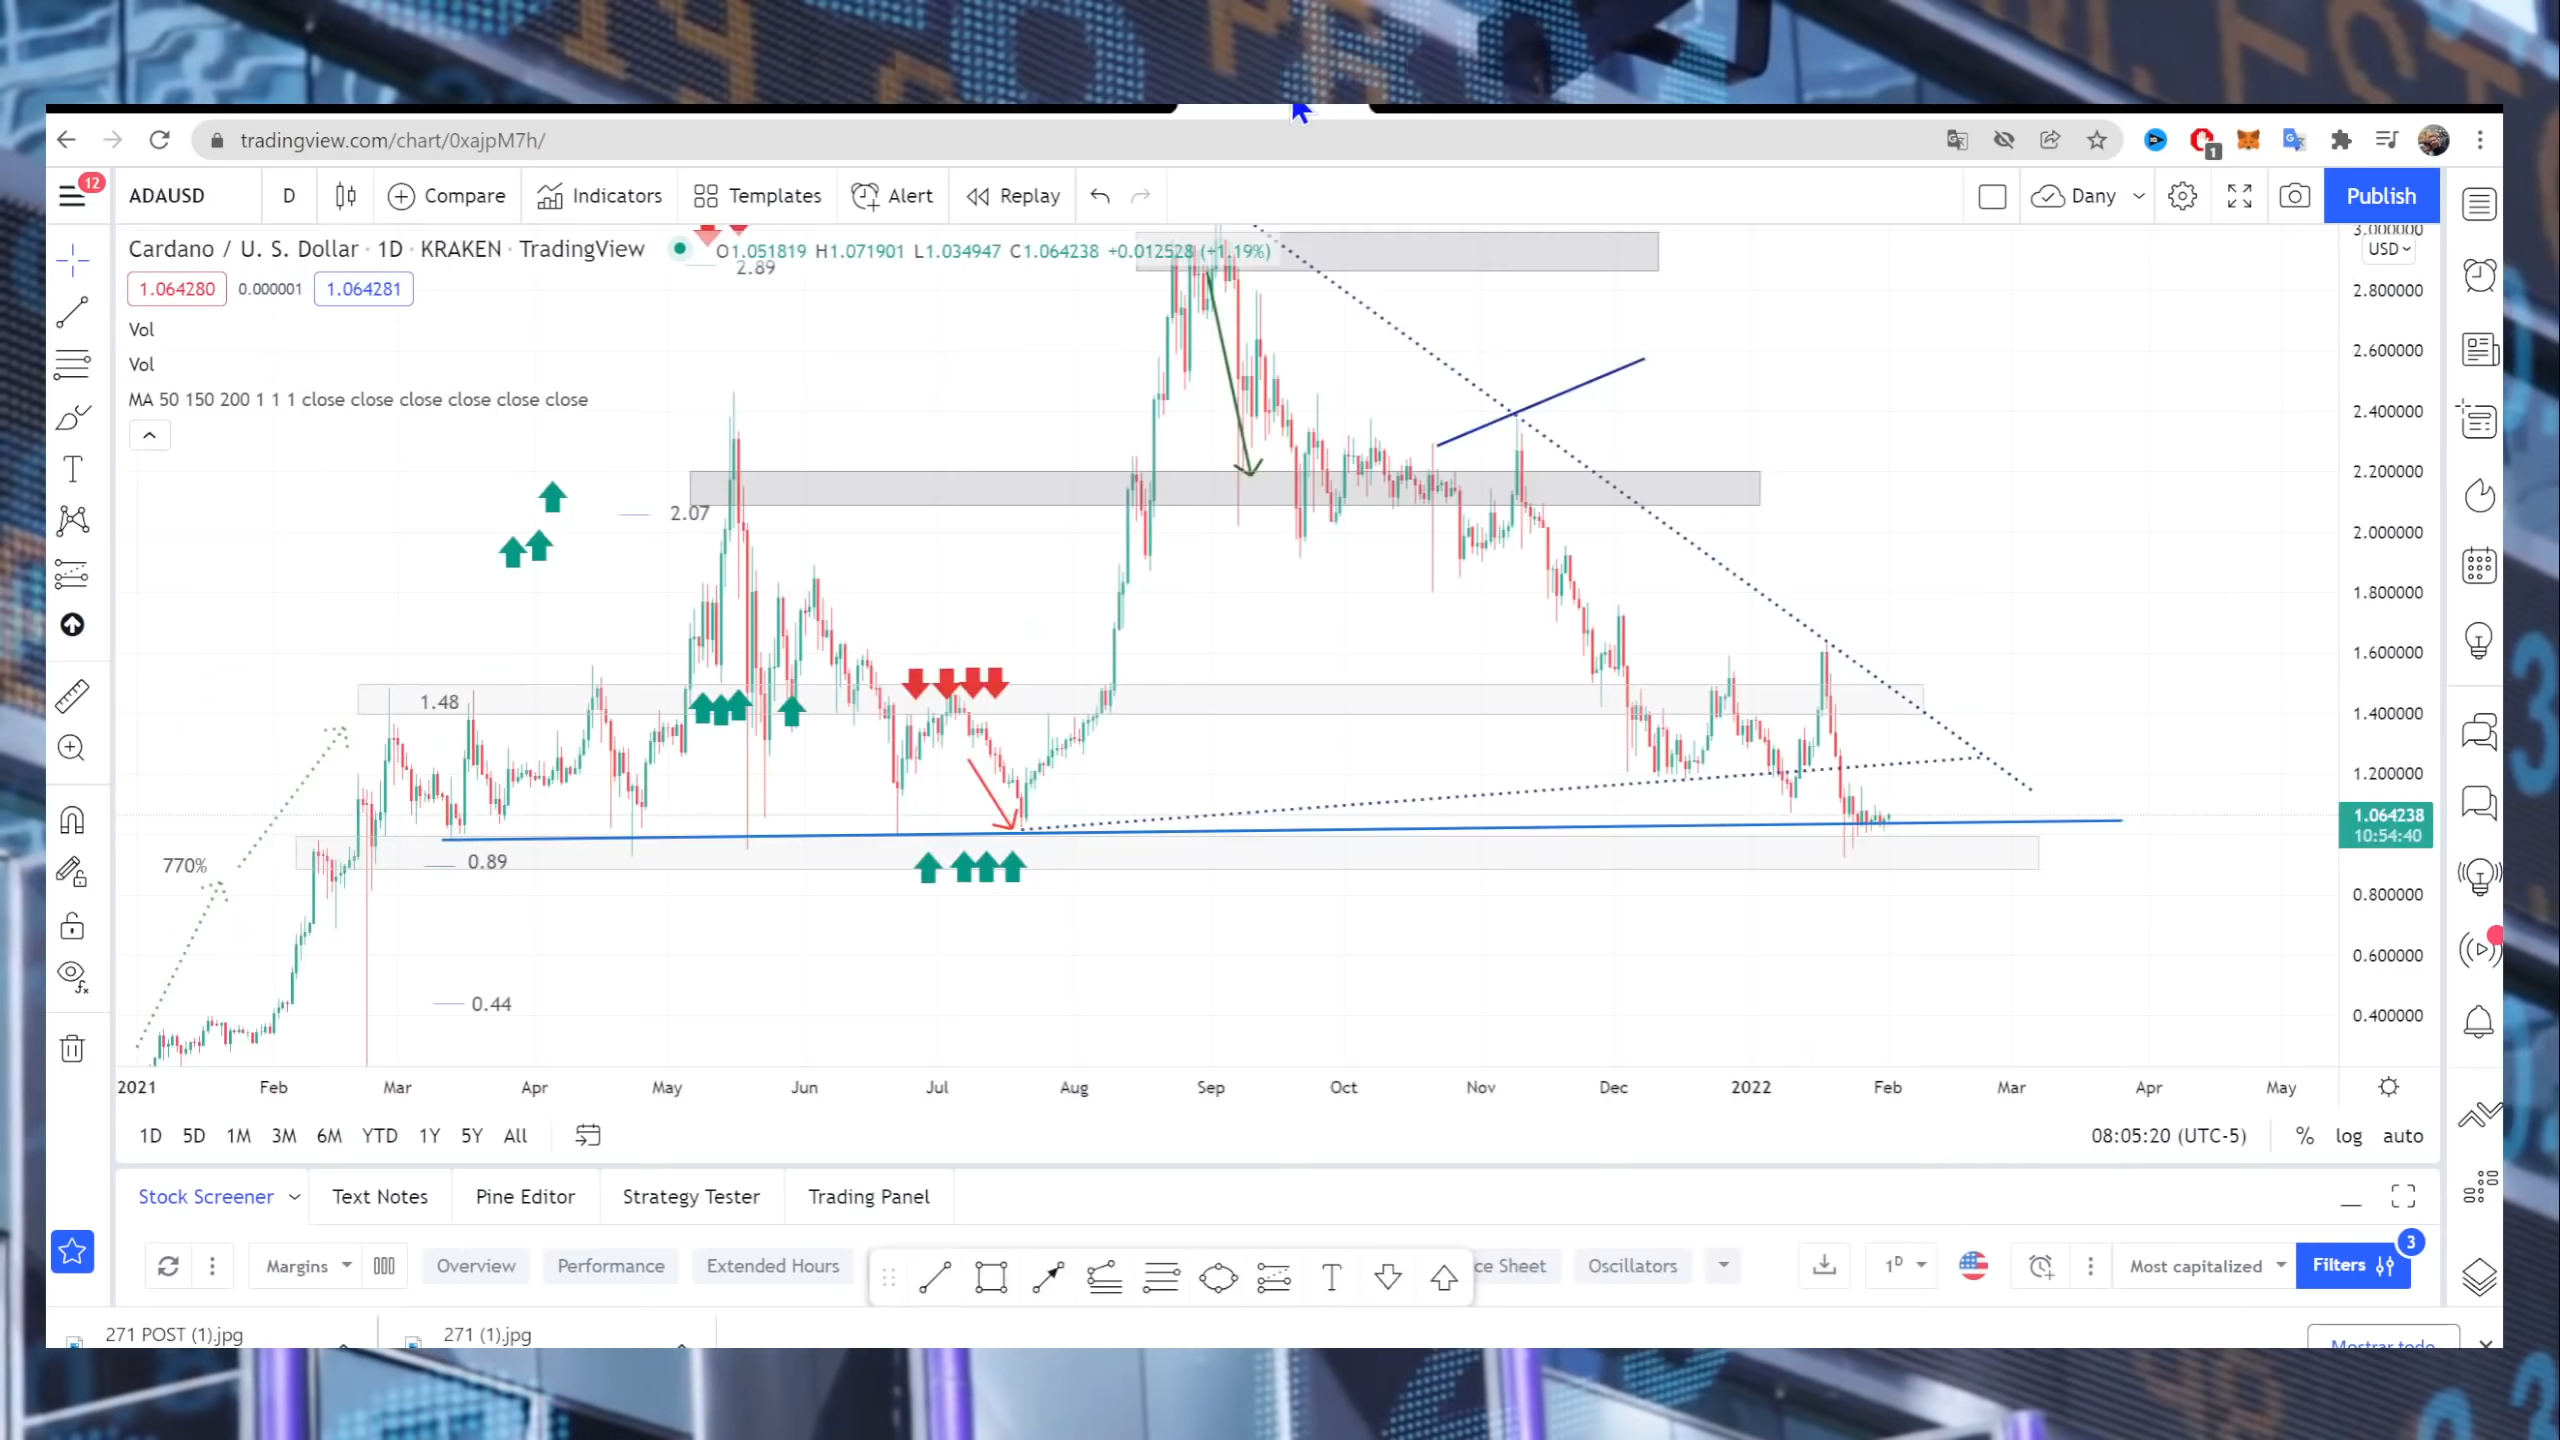 tradingview.com/chart/0xajpM7h/
1
12
ADAUSD
D
Compare
Indicators
Templates
Alert
Replay
Dany
Publish
Cardano / U. S. Dollar · 1D · KRAKEN · TradingView
O1.051819 H1.071901 L1.034947 C1.064238 +0.012528 (+1.19%)
2.89
3.000000
USD
1.064280
0.000001
1.064281
Vol
Vol
MA 50 150 200 1 1 1 close close close close close close
2.800000
2.600000
2.400000
2.200000
2.07
2.000000
1.800000
1.600000
1.48
1.400000
1.200000
1.064238
10:54:40
770%
0.89
0.800000
0.600000
0.44
0.400000
2021 Feb Mar Apr May Jun Jul Aug Sep Oct Nov Dec 2022 Feb Mar Apr May
1D 5D 1M 3M 6M YTD 1Y 5Y All
08:05:20 (UTC-5)
% log auto
Stock Screener
Text Notes
Pine Editor
Strategy Tester
Trading Panel
Margins
Overview
Performance
Extended Hours
ce Sheet
Oscillators
1D
Most capitalized
Filters
3
271 POST (1).jpg
271 (1).jpg
Mostrar todo